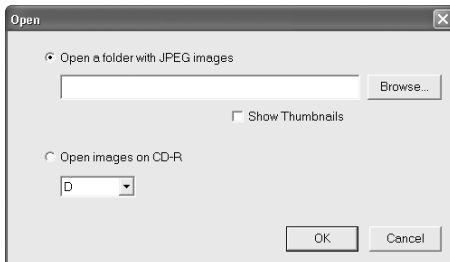 Open
Open a folder with JPEG images
Browse...
Show Thumbnails
Open images on CD-R
D
OK Cancel